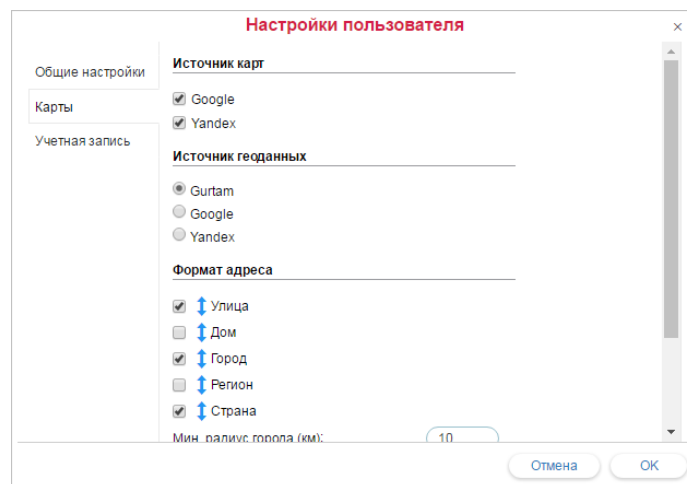 Настройки пользователя
×
Общие настройки
Карты
Учетная запись
Источник карт
Google
Yandex
Источник геоданных
Gurtam
Google
Yandex
Формат адреса
Улица
Дом
Город
Регион
Страна
Мин. радиус города (км): 10
Отмена OK